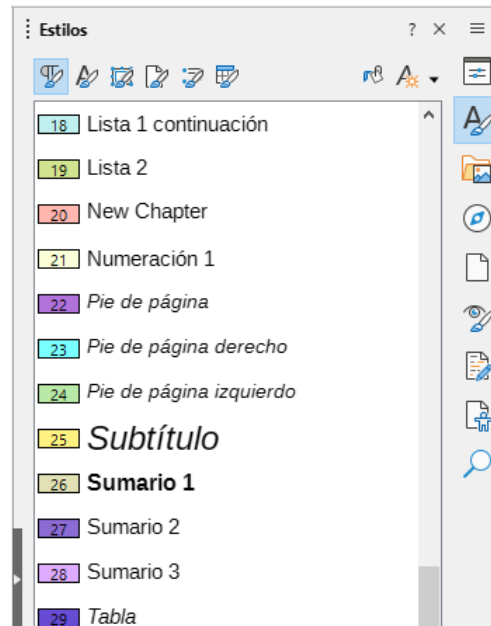 Estilos
18 Lista 1 continuación
19 Lista 2
20 New Chapter
21 Numeración 1
22 Pie de página
23 Pie de página derecho
24 Pie de página izquierdo
25 Subtítulo
26 Sumario 1
27 Sumario 2
28 Sumario 3
29 Tabla